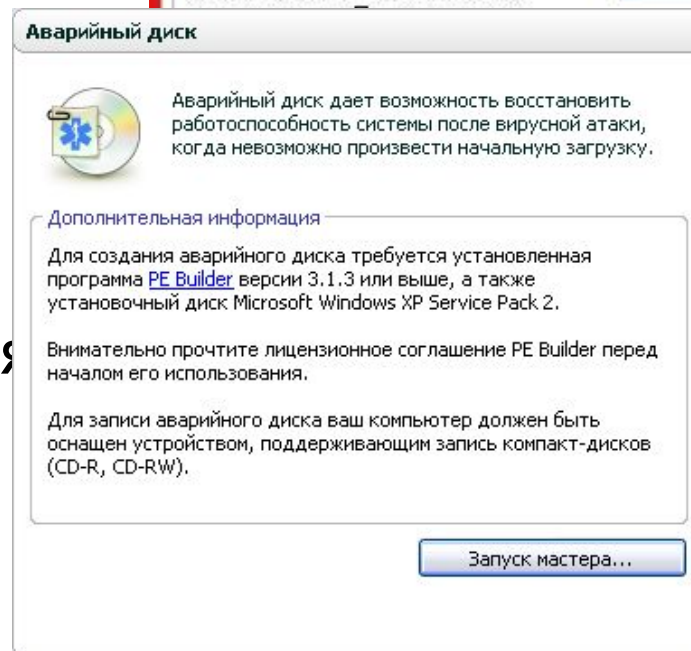 Аварийный диск
Аварийный диск дает возможность восстановить
работоспособность системы после вирусной атаки,
когда невозможно произвести начальную загрузку.
Дополнительная информация
Для создания аварийного диска требуется установленная
программа PE Builder версии 3.1.3 или выше, а также
установочный диск Microsoft Windows XP Service Pack 2.
Внимательно прочтите лицензионное соглашение PE Builder перед
началом его использования.
Для записи аварийного диска ваш компьютер должен быть
оснащен устройством, поддерживающим запись компакт-дисков
(CD-R, CD-RW).
Запуск мастера...